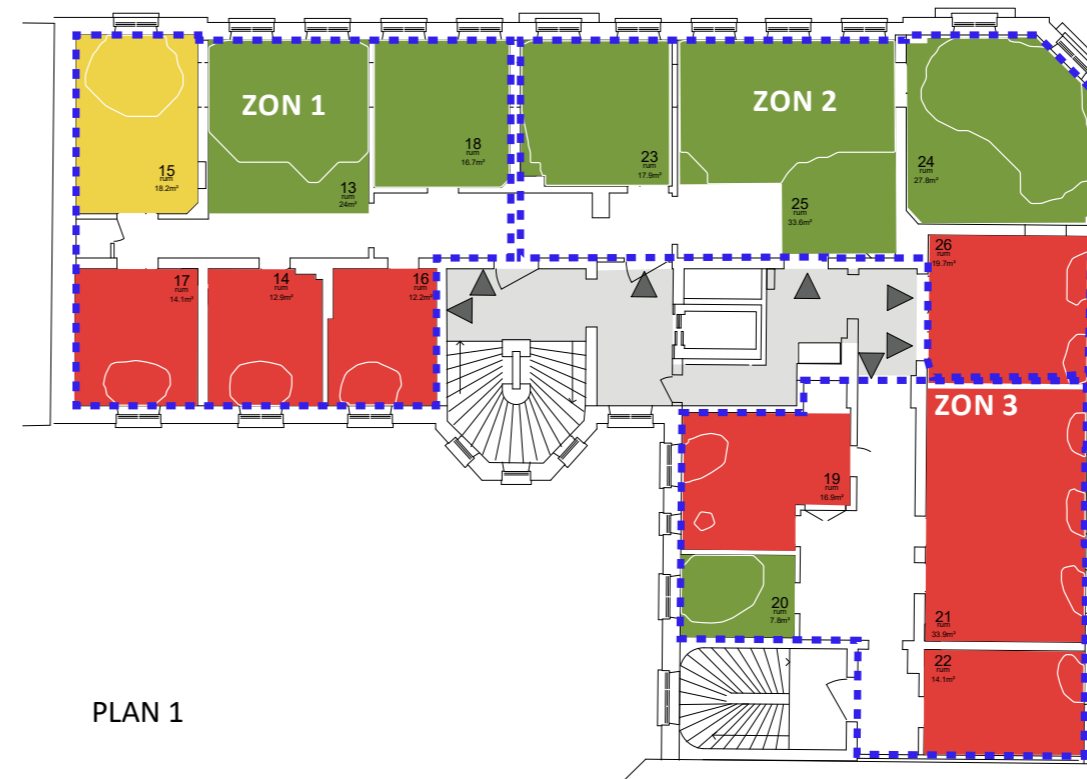 ZON 1
ZON 2
15
rum
18.2m²
13
rum
24m²
18
rum
16.7m²
23
rum
17.9m²
25
rum
33.6m²
24
rum
27.8m²
17
rum
14.1m²
14
rum
12.9m²
16
rum
12.2m²
26
rum
19.7m²
ZON 3
19
rum
16.9m²
20
rum
7.8m²
21
rum
33.9m²
22
rum
14.1m²
PLAN 1